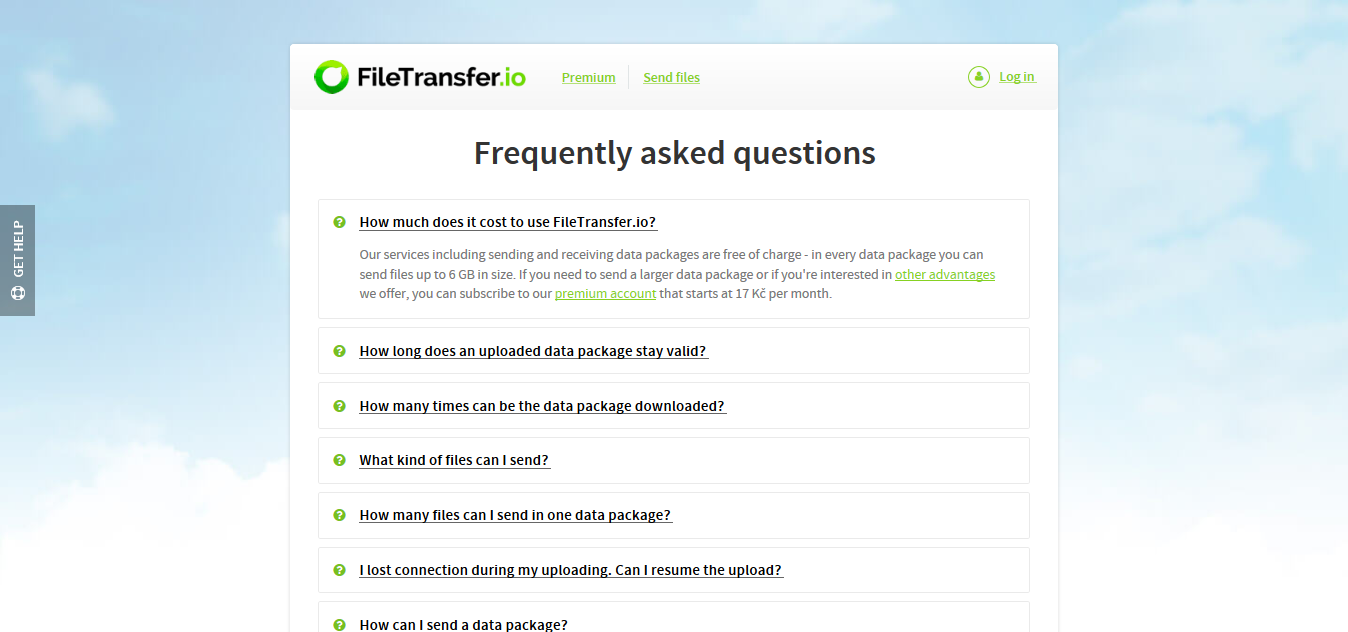 FileTransfer.io
Premium
Send files
Log in
Frequently asked questions
GET HELP
How much does it cost to use FileTransfer.io?
Our services including sending and receiving data packages are free of charge - in every data package you can
send files up to 6 GB in size. If you need to send a larger data package or if you're interested in other advantages
we offer, you can subscribe to our premium account that starts at 17 Kč per month.
How long does an uploaded data package stay valid?
How many times can be the data package downloaded?
What kind of files can I send?
How many files can I send in one data package?
I lost connection during my uploading. Can I resume the upload?
How can I send a data package?